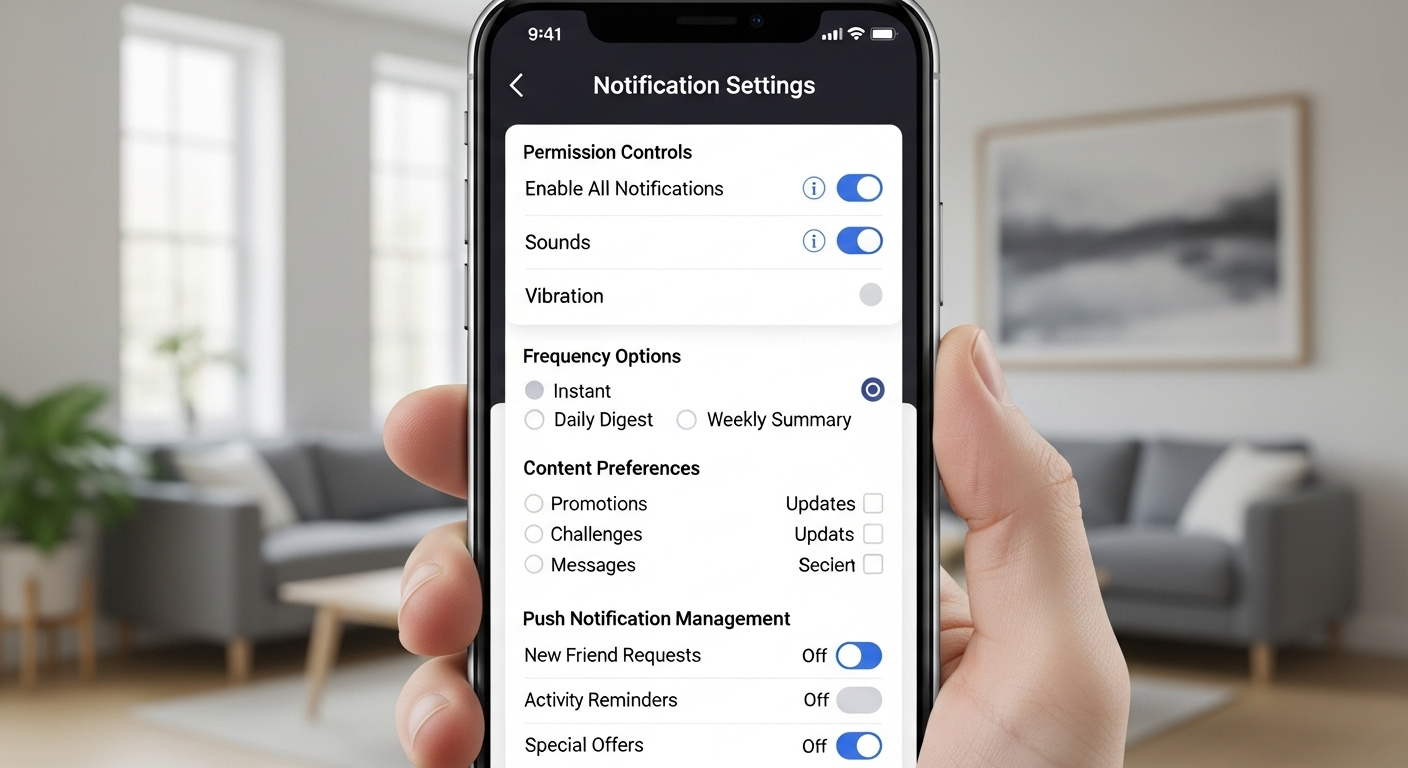 9:41
Notification Settings
Permission Controls
Enable All Notifications
Sounds
Vibration
Frequency Options
Instant
Daily Digest Weekly Summary
Content Preferences
Promotions Updates
Challenges Updats
Messages Seciert
Push Notification Management
New Friend Requests Off
Activity Reminders Off
Special Offers Off